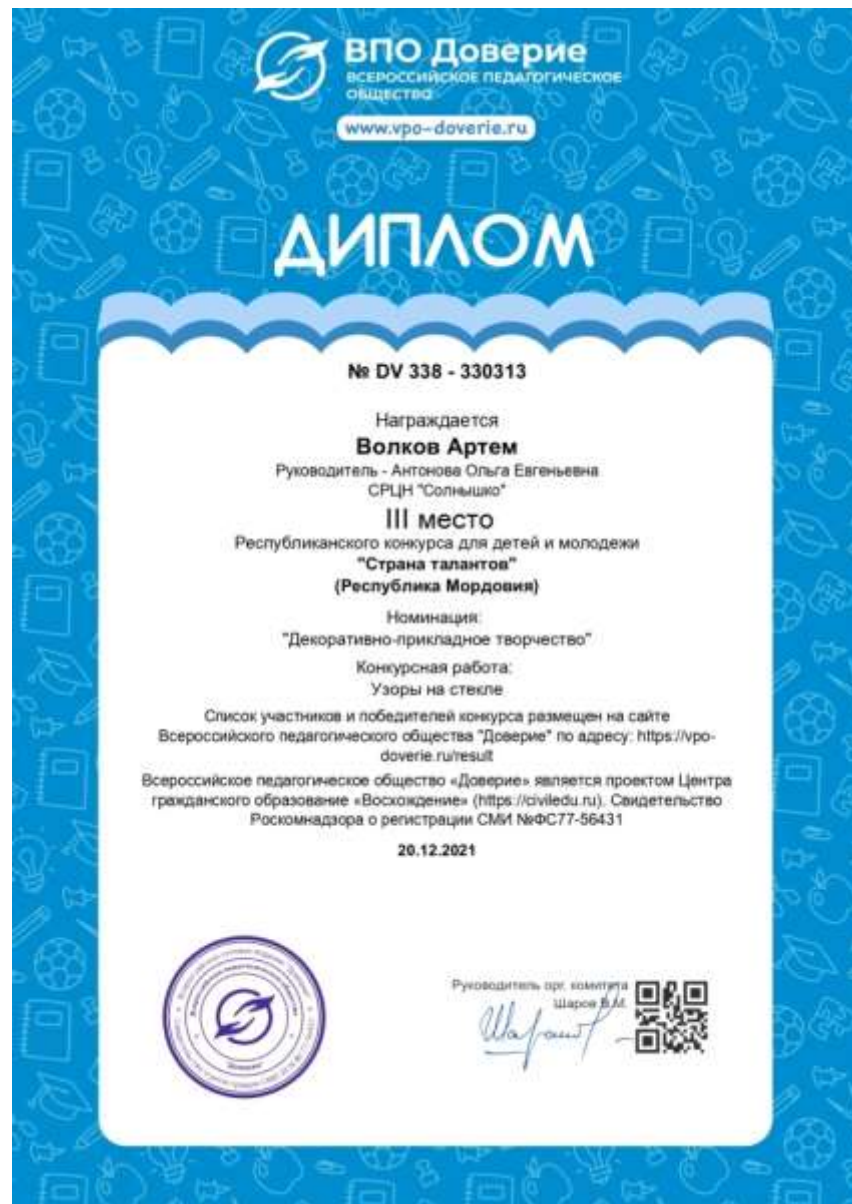 ВПО Доверие
ВСЕРОССИЙСКОЕ ПЕДАГОГИЧЕСКОЕ
ОБЩЕСТВО
www.vpo-doverie.ru
ДИПЛОМ
№ DV 338 - 330313
Награждается
Волков Артем
Руководитель - Антонова Ольга Евгеньевна
СРЦН "Солнышко"
III место
Республиканского конкурса для детей и молодежи
"Страна талантов"
(Республика Мордовия)
Номинация:
"Декоративно-прикладное творчество"
Конкурсная работа:
Узоры на стекле
Список участников и победителей конкурса размещен на сайте
Всероссийского педагогического общества "Доверие" по адресу: https://vpo-
doverie.ru/result
Всероссийское педагогическое общество «Доверие» является проектом Центра
гражданского образование «Восхождение» (https://civiledu.ru). Свидетельство
Роскомнадзора о регистрации СМИ №ФС77-56431
20.12.2021
Руководитель орг. комитета
Шаров В.М.